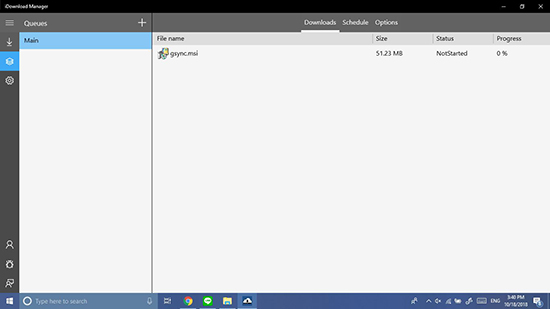 iDownload Manager
Queues
Downloads Schedule Options
Main
File name Size Status Progress
gsync.msi 51.23 MB NotStarted 0 %
Type here to search
ENG
3:40 PM
10/18/2018